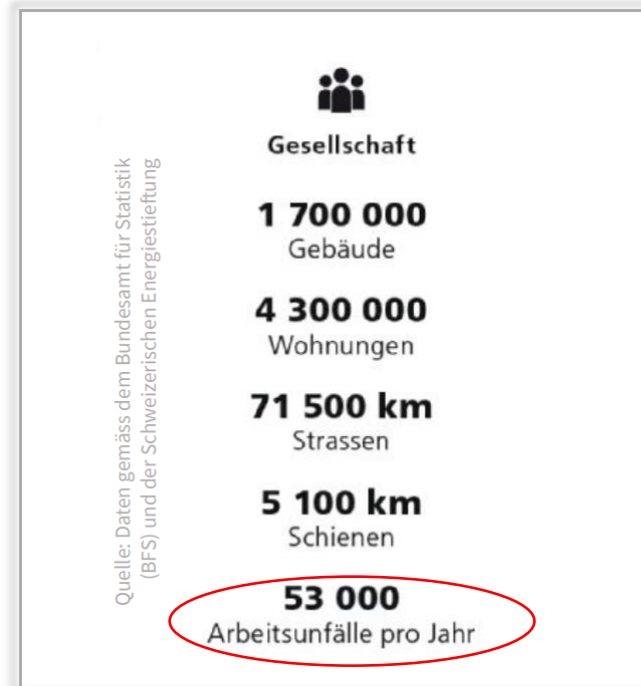 Gesellschaft
1 700 000
Gebäude
4 300 000
Wohnungen
71 500 km
Strassen
5 100 km
Schienen
53 000
Arbeitsunfälle pro Jahr
Quelle: Daten gemäss dem Bundesamt für Statistik
(BFS) und der Schweizerischen Energiestieftung